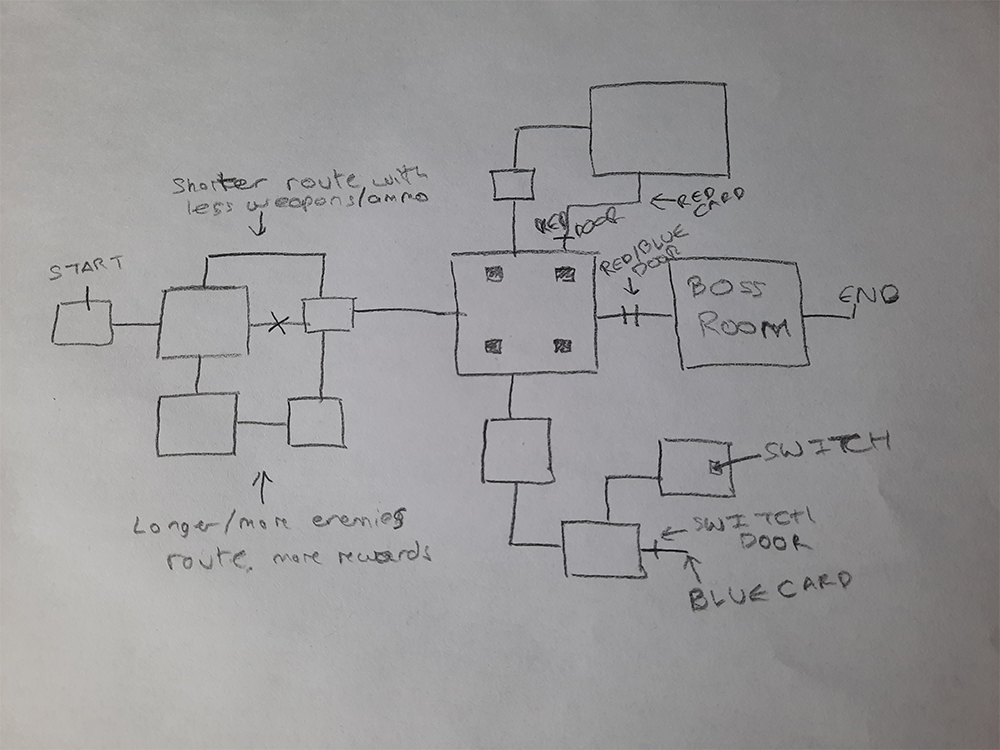 START
Shorter route with
less weapons/ammo
Longer/more enemies
route, more rewards
RED DOOR
RED
CARD
RED/BLUE
DOOR
BOSS
ROOM
END
SWITCH
SWITCH
DOOR
BLUE CARD